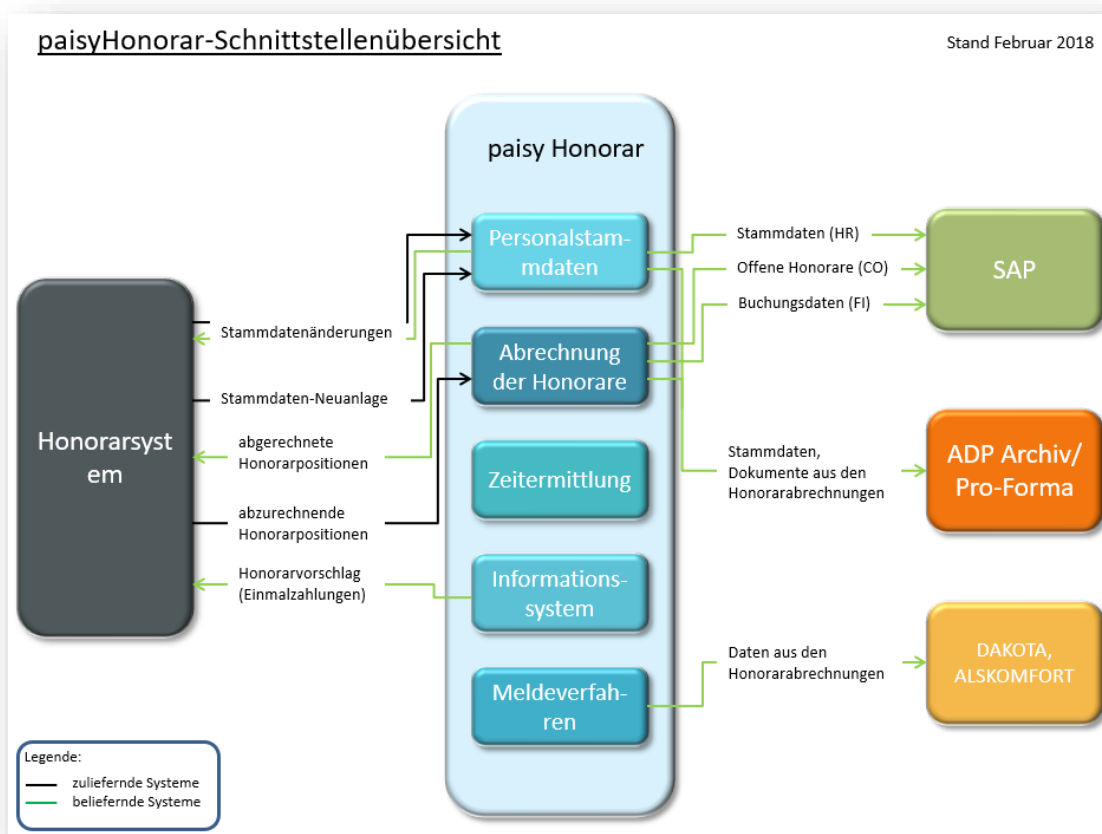 paisyHonorar-Schnittstellenübersicht
Stand Februar 2018
paisy Honorar
Personalstam-
mdaten
Stammdaten (HR)
Offene Honorare (CO)
Buchungsdaten (FI)
SAP
Stammdatenänderungen
Abrechnung
der Honorare
Stammdaten-Neuanlage
Honorarsyst
em
abgerechnete
Honorarpositionen
Zeitermittlung
Stammdaten,
Dokumente aus den
Honorarabrechnungen
ADP Archiv/
Pro-Forma
abzurechnende
Honorarpositionen
Honorarvorschlag
(Einmalzahlungen)
Informations-
system
Meldeverfah-
ren
Daten aus den
Honorarabrechnungen
DAKOTA,
ALSKOMFORT
Legende:
zuliefernde Systeme
beliefernde Systeme